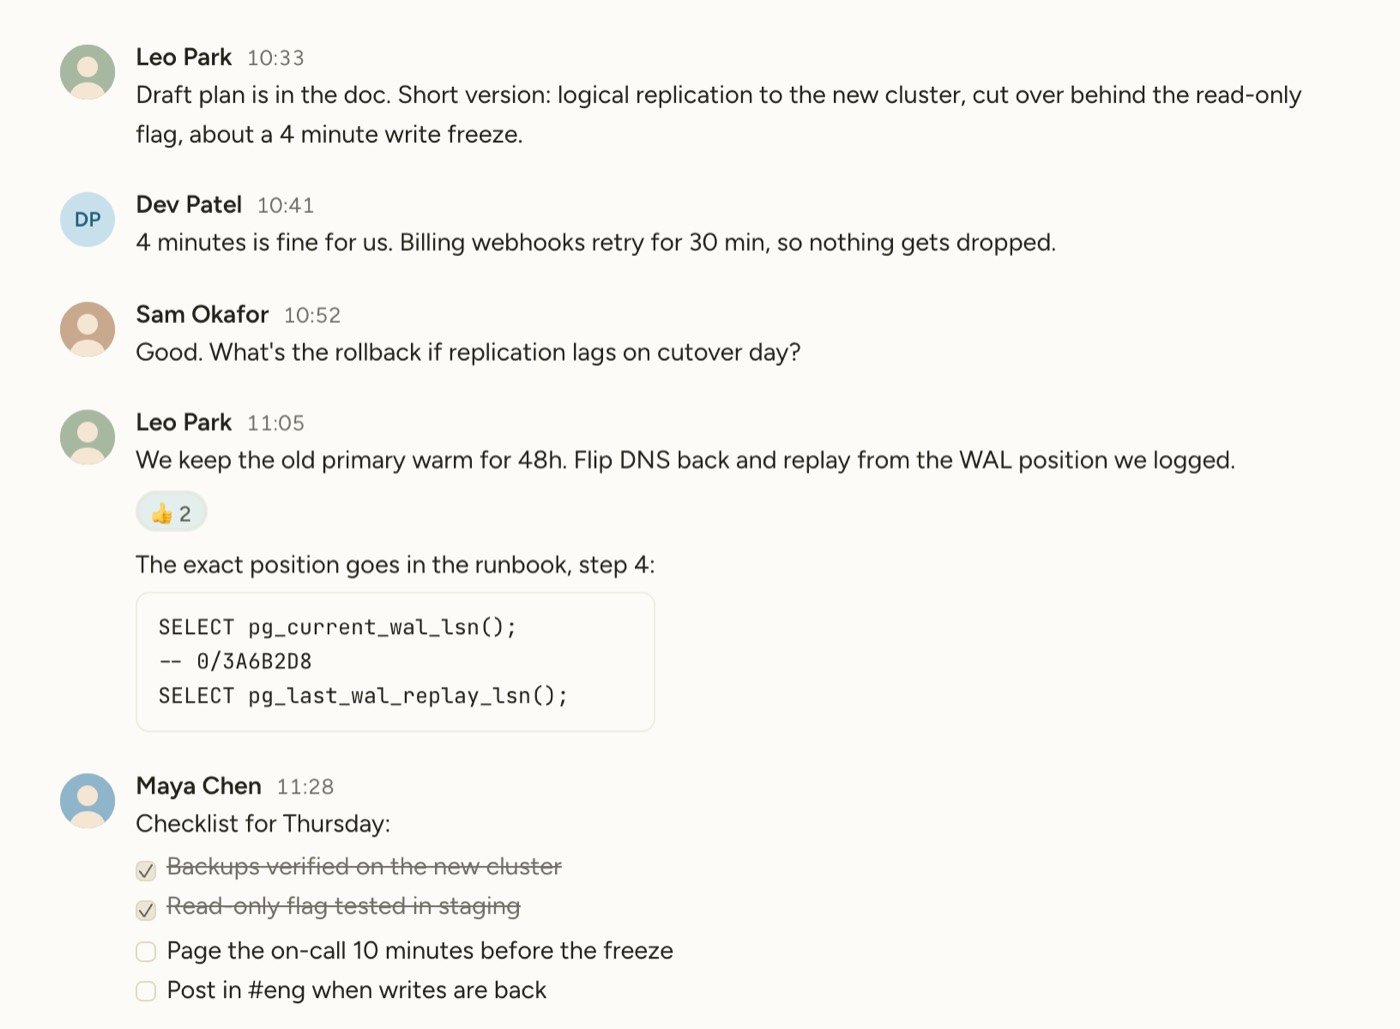 Leo Park 10:33
Draft plan is in the doc. Short version: logical replication to the new cluster, cut over behind the read-only
flag, about a 4 minute write freeze.
DP
Dev Patel 10:41
4 minutes is fine for us. Billing webhooks retry for 30 min, so nothing gets dropped.
Sam Okafor 10:52
Good. What's the rollback if replication lags on cutover day?
Leo Park 11:05
We keep the old primary warm for 48h. Flip DNS back and replay from the WAL position we logged.
👍 2
The exact position goes in the runbook, step 4:
SELECT pg_current_wal_lsn();
-- 0/3A6B2D8
SELECT pg_last_wal_replay_lsn();
Maya Chen 11:28
Checklist for Thursday:
Backups verified on the new cluster
Read-only flag tested in staging
Page the on-call 10 minutes before the freeze
Post in #eng when writes are back